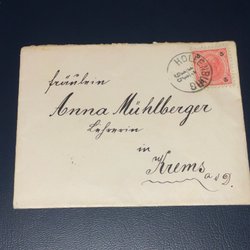 Fräulein
Anna Mühlberger
Lehrerin
in
Krems a/D.